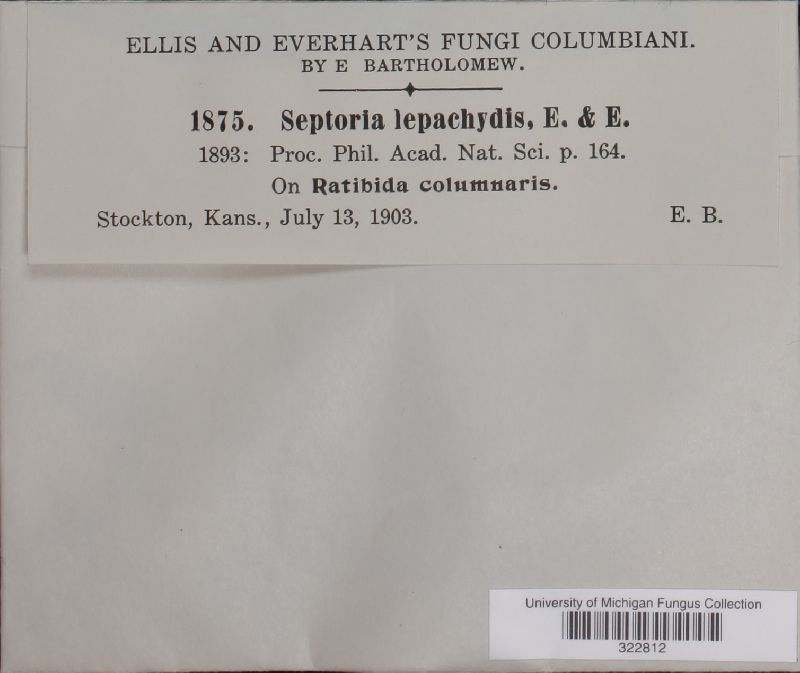 ELLIS AND EVERHART'S FUNGI COLUMBIANI.
BY E BARTHOLOMEW.
1875. Septoria lepachydis, E. & E.
1893: Proc. Phil. Acad. Nat. Sci. p. 164.
On Ratibida columnaris.
Stockton, Kans., July 13, 1903. E. B.
University of Michigan Fungus Collection
322812